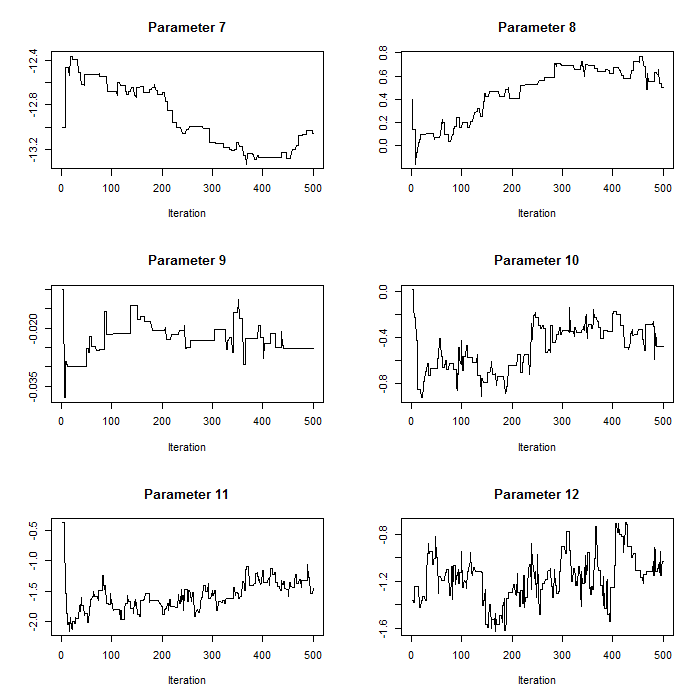 Parameter 7
-12.4
-12.8
-13.2
0 100 200 300 400 500
Iteration
Parameter 8
0.8
0.6
0.4
0.2
0.0
0 100 200 300 400 500
Iteration
Parameter 9
-0.020
-0.035
0 100 200 300 400 500
Iteration
Parameter 10
0.0
-0.4
-0.8
0 100 200 300 400 500
Iteration
Parameter 11
-0.5
-1.0
-1.5
-2.0
0 100 200 300 400 500
Iteration
Parameter 12
-0.8
-1.2
-1.6
0 100 200 300 400 500
Iteration